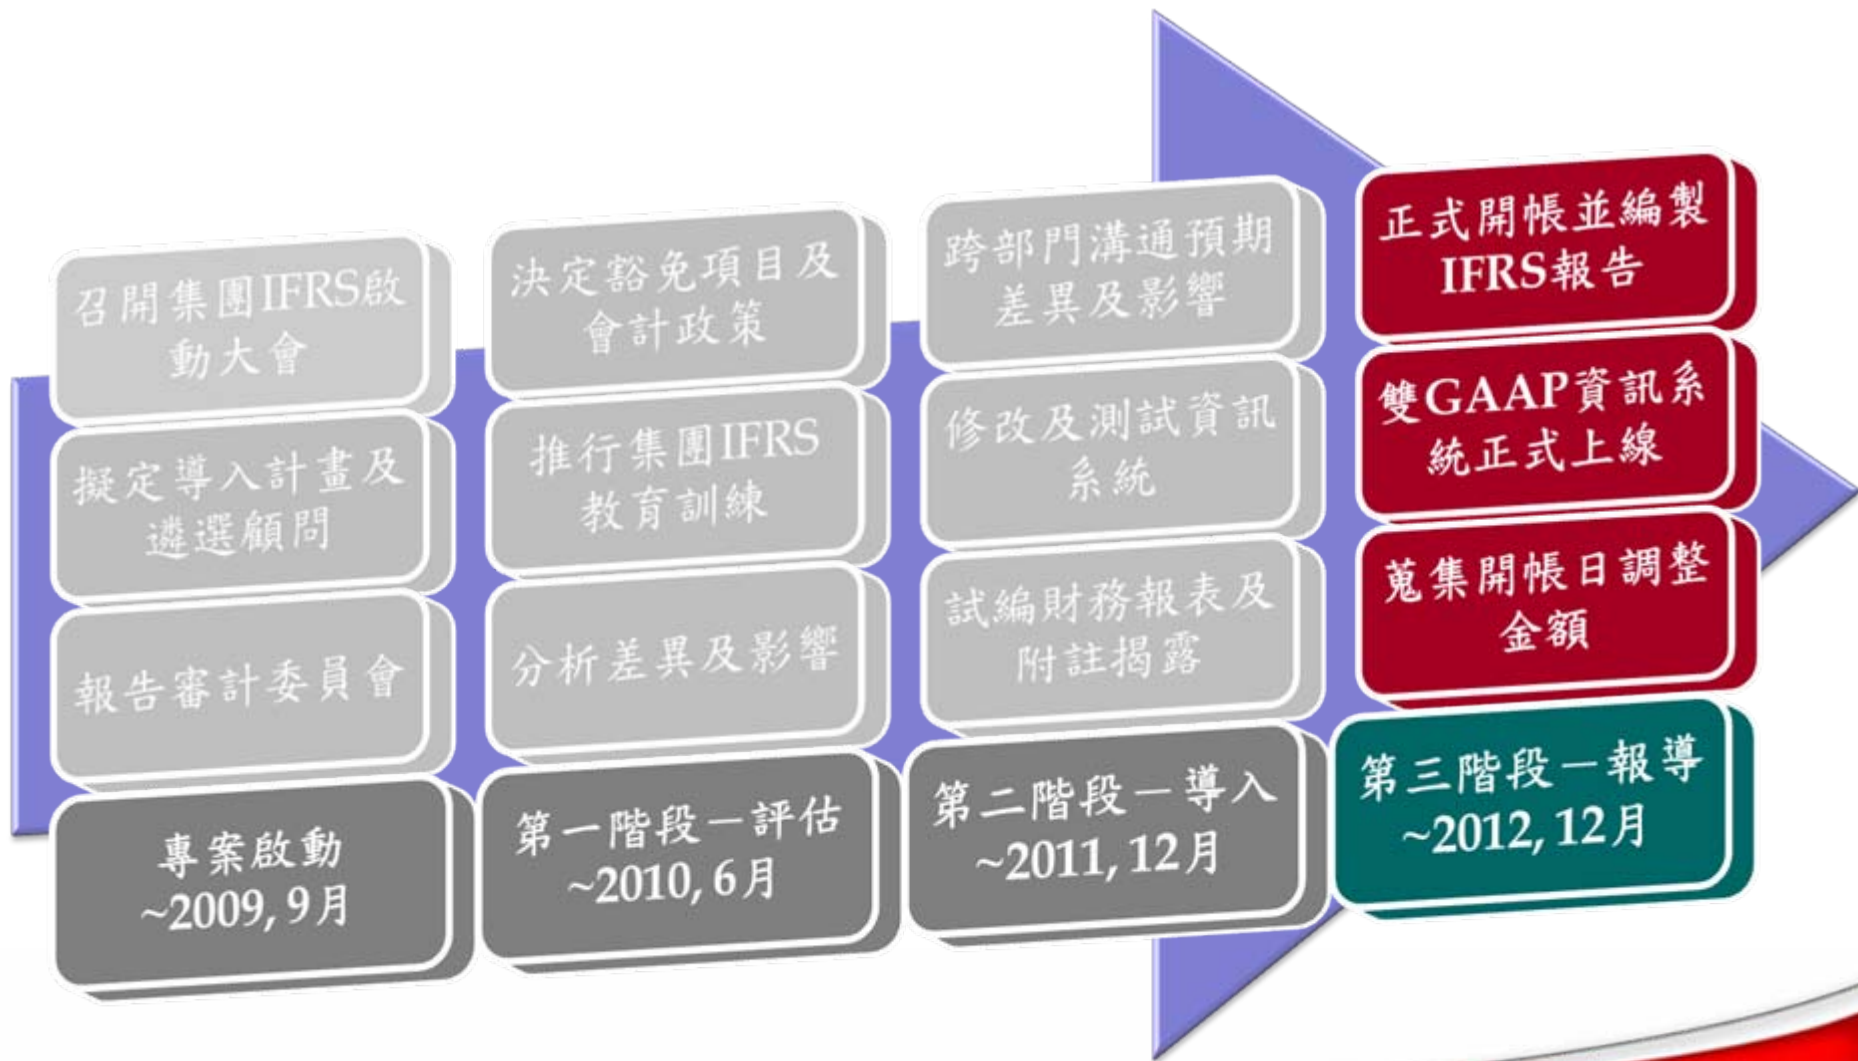 召開集團IFRS啟
動大會
擬定導入計畫及
遴選顧問
報告審計委員會
專案啟動
~2009, 9月
決定豁免項目及
會計政策
推行集團IFRS
教育訓練
分析差異及影響
第一階段－評估
~2010, 6月
跨部門溝通預期
差異及影響
修改及測試資訊
系統
試編財務報表及
附註揭露
第二階段－導入
~2011, 12月
正式開帳並編製
IFRS報告
雙GAAP資訊系
統正式上線
蒐集開帳日調整
金額
第三階段－報導
~2012, 12月